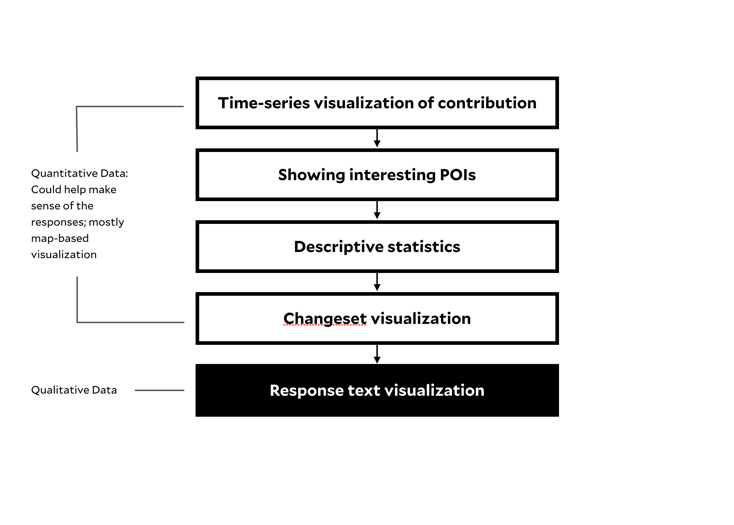 Time-series visualization of contribution
Showing interesting POIs
Quantitative Data:
Could help make
sense of the
responses; mostly
map-based
visualization
Descriptive statistics
Changeset visualization
Qualitative Data
Response text visualization